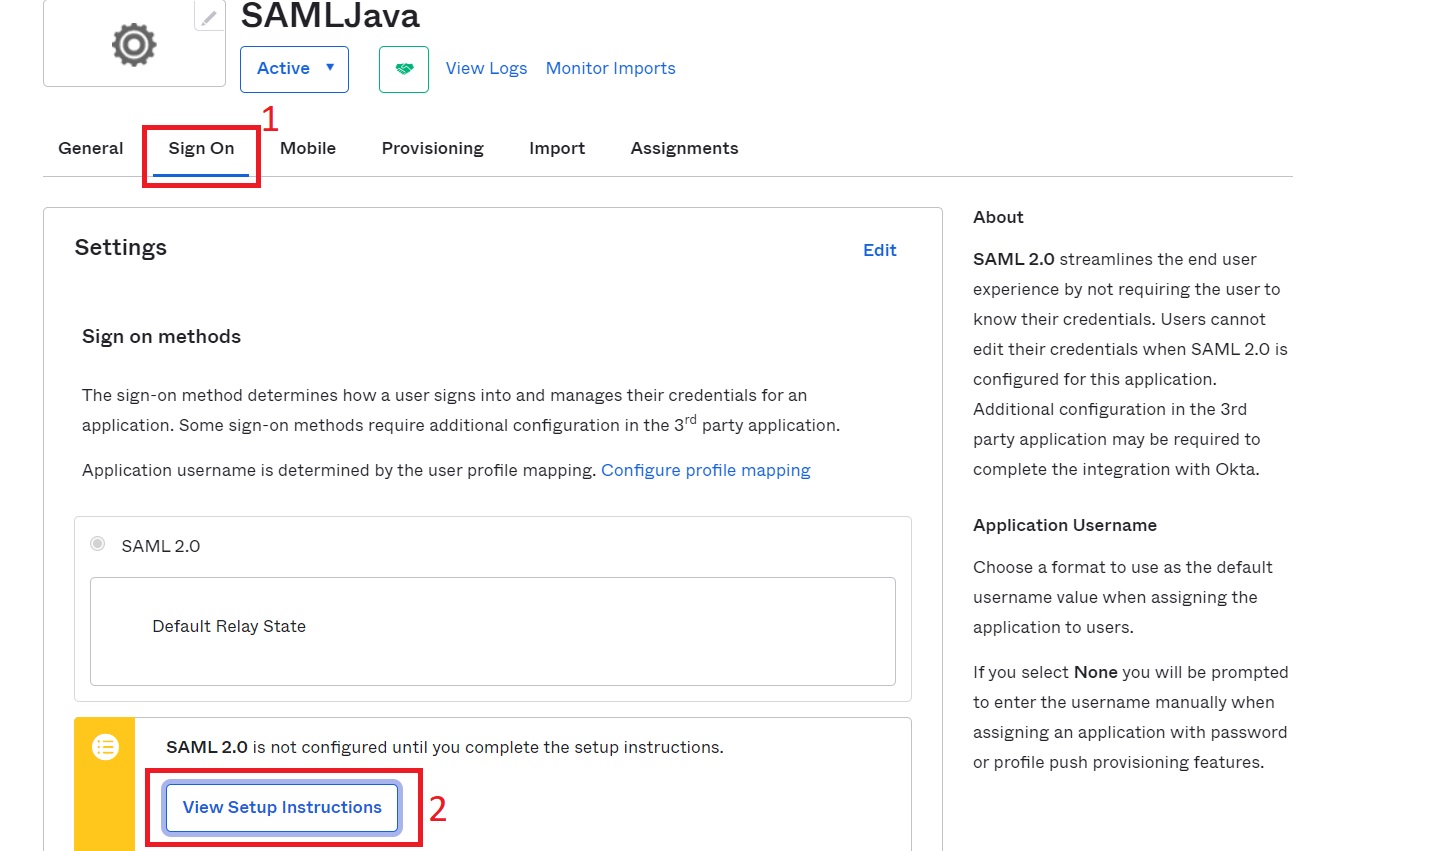 SAMLJava
Active ▼ View Logs Monitor Imports
1
General Sign On Mobile Provisioning Import Assignments
Settings Edit
Sign on methods
The sign-on method determines how a user signs into and manages their credentials for an
application. Some sign-on methods require additional configuration in the 3rd party application.
Application username is determined by the user profile mapping. Configure profile mapping
SAML 2.0
Default Relay State
SAML 2.0 is not configured until you complete the setup instructions.
View Setup Instructions 2
About
SAML 2.0 streamlines the end user
experience by not requiring the user to
know their credentials. Users cannot
edit their credentials when SAML 2.0 is
configured for this application.
Additional configuration in the 3rd
party application may be required to
complete the integration with Okta.
Application Username
Choose a format to use as the default
username value when assigning the
application to users.
If you select None you will be prompted
to enter the username manually when
assigning an application with password
or profile push provisioning features.